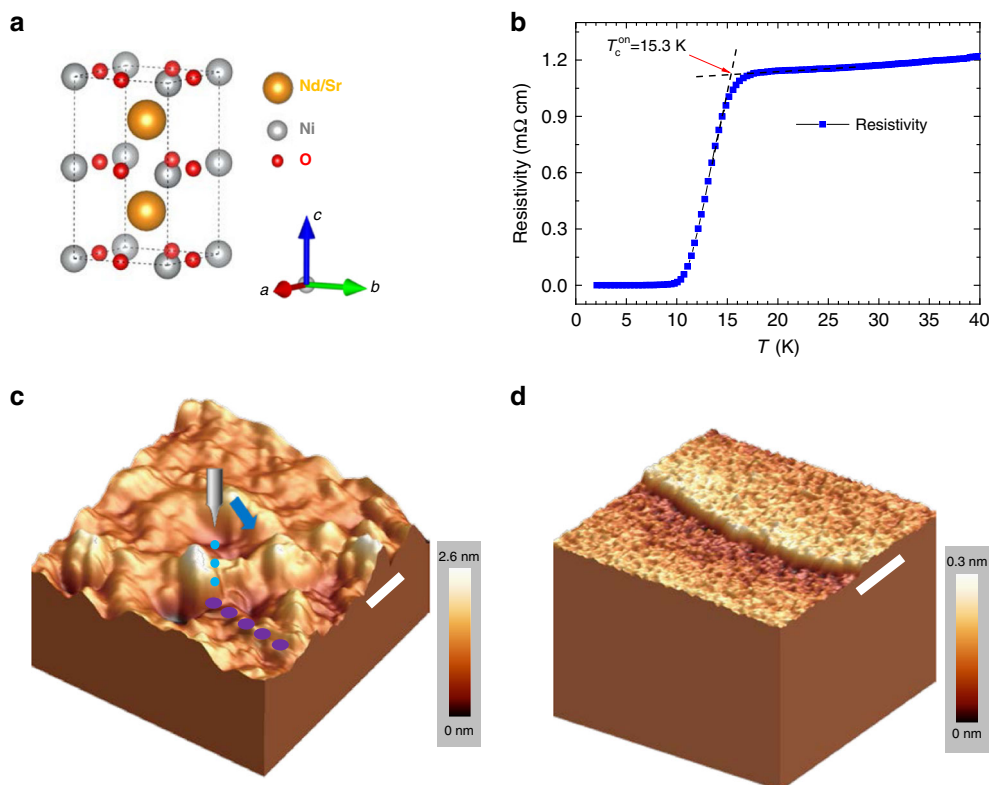 a
Nd/Sr
Ni
O
c
a
b
b
T_c^on=15.3 K
Resistivity
Resistivity (mΩ cm)
1.2
0.9
0.6
0.3
0.0
0
5
10
15
20
25
30
35
40
T (K)
c
2.6 nm
0 nm
d
0.3 nm
0 nm